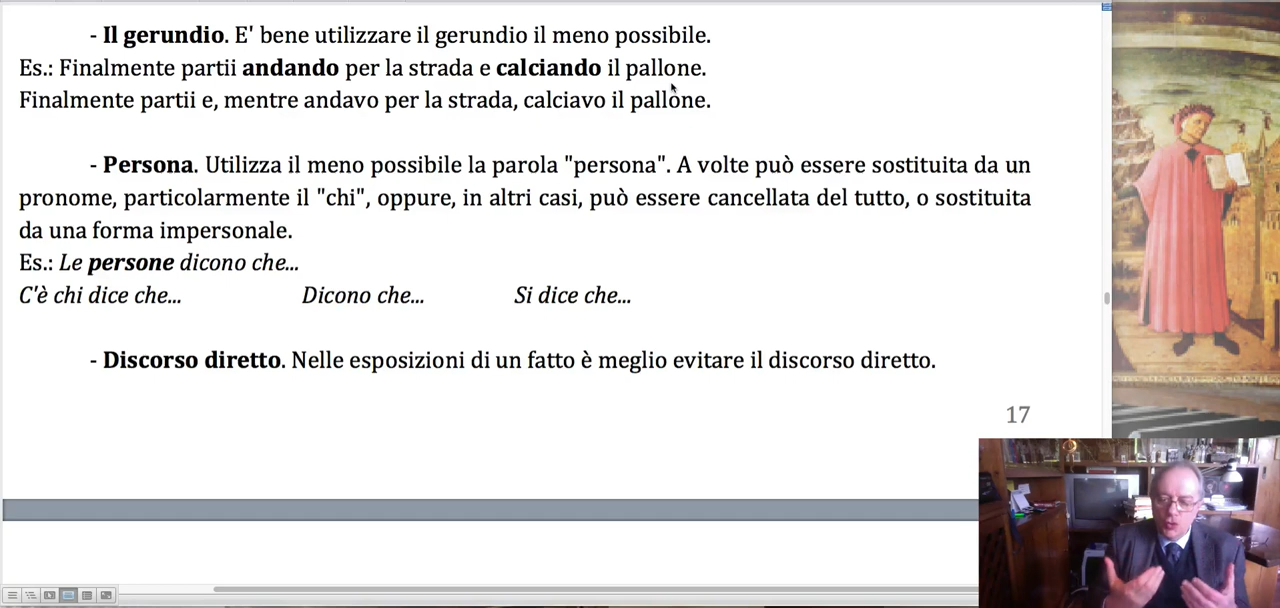 - Il gerundio. E' bene utilizzare il gerundio il meno possibile.
Es.: Finalmente partii andando per la strada e calciando il pallone.
Finalmente partii e, mentre andavo per la strada, calciavo il pallone.
- Persona. Utilizza il meno possibile la parola "persona". A volte può essere sostituita da un
pronome, particolarmente il "chi", oppure, in altri casi, può essere cancellata del tutto, o sostituita
da una forma impersonale.
Es.: Le persone dicono che...
C'è chi dice che... Dicono che... Si dice che...
- Discorso diretto. Nelle esposizioni di un fatto è meglio evitare il discorso diretto.
17